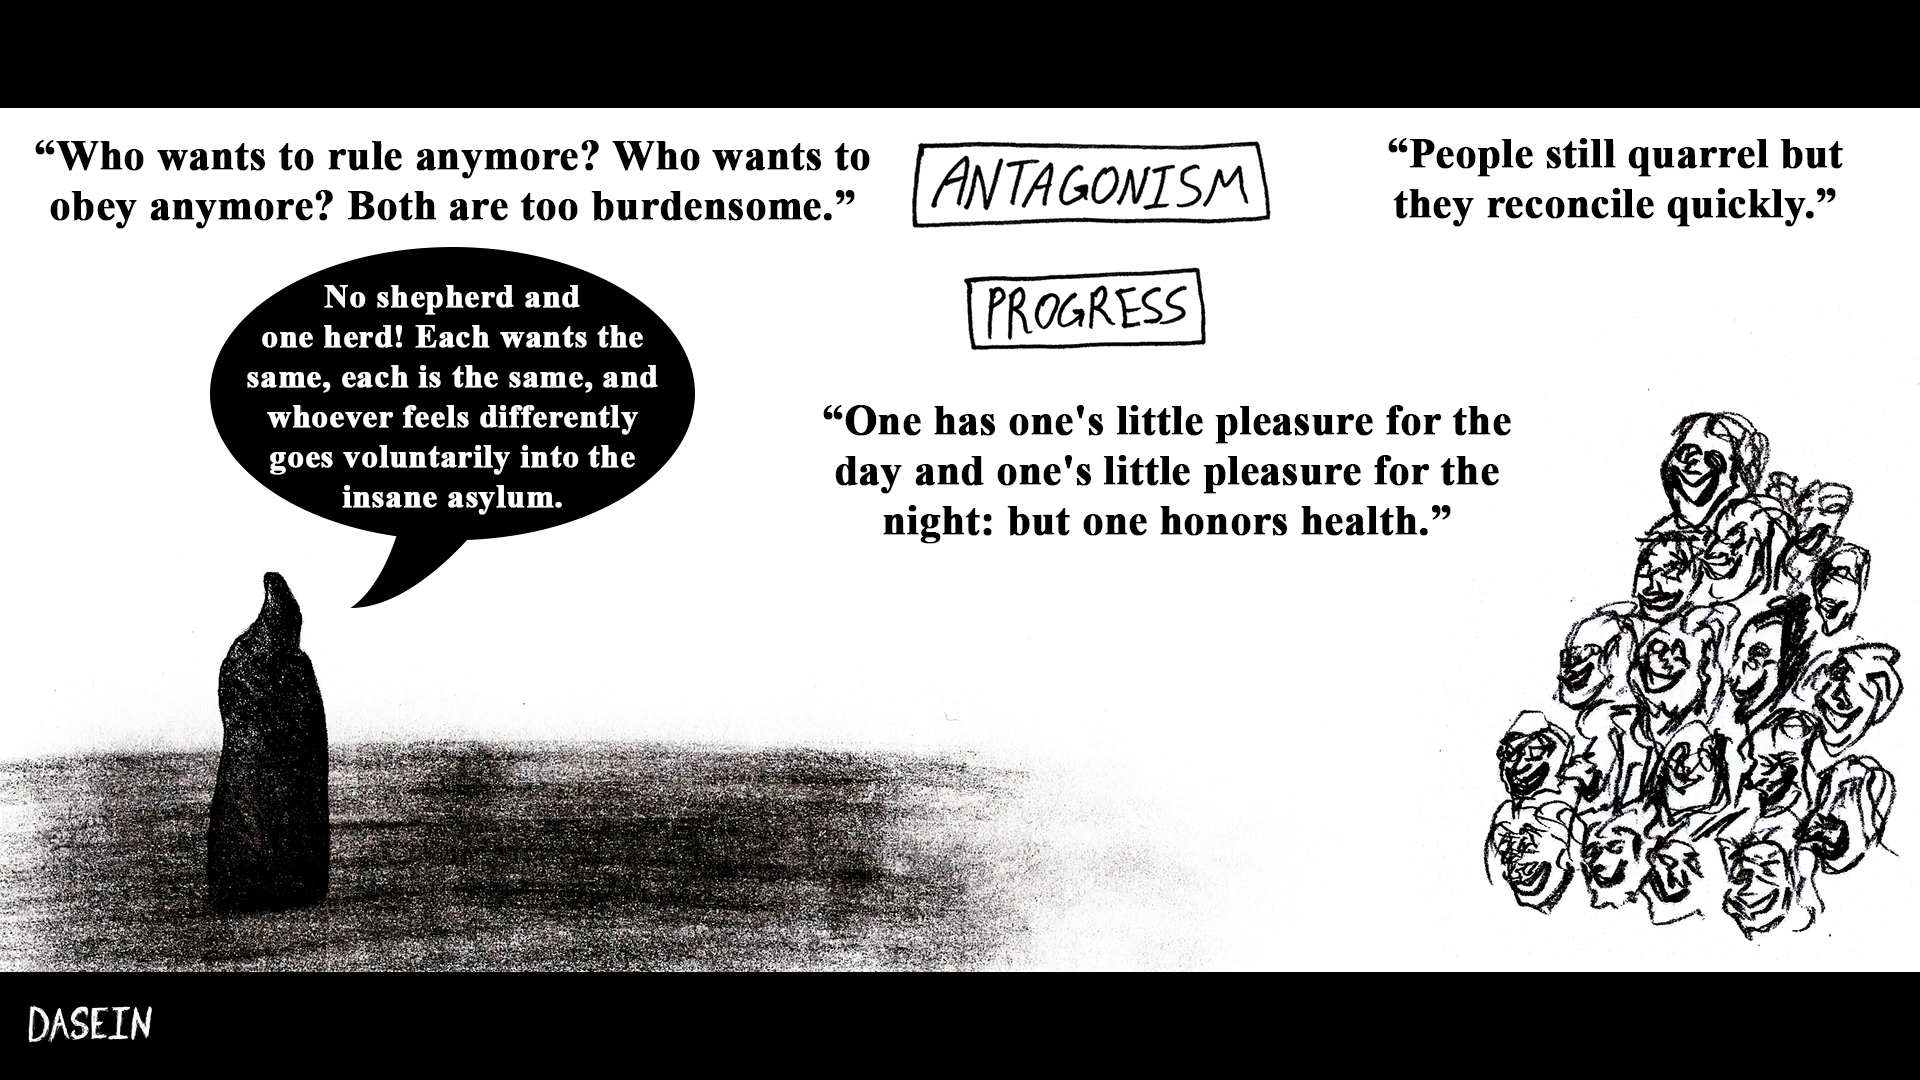 “Who wants to rule anymore? Who wants to
obey anymore? Both are too burdensome.”
ANTAGONISM
“People still quarrel but
they reconcile quickly.”
No shepherd and
one herd! Each wants the
same, each is the same, and
whoever feels differently
goes voluntarily into the
insane asylum.
PROGRESS
“One has one's little pleasure for the
day and one's little pleasure for the
night: but one honors health.”
DASEIN